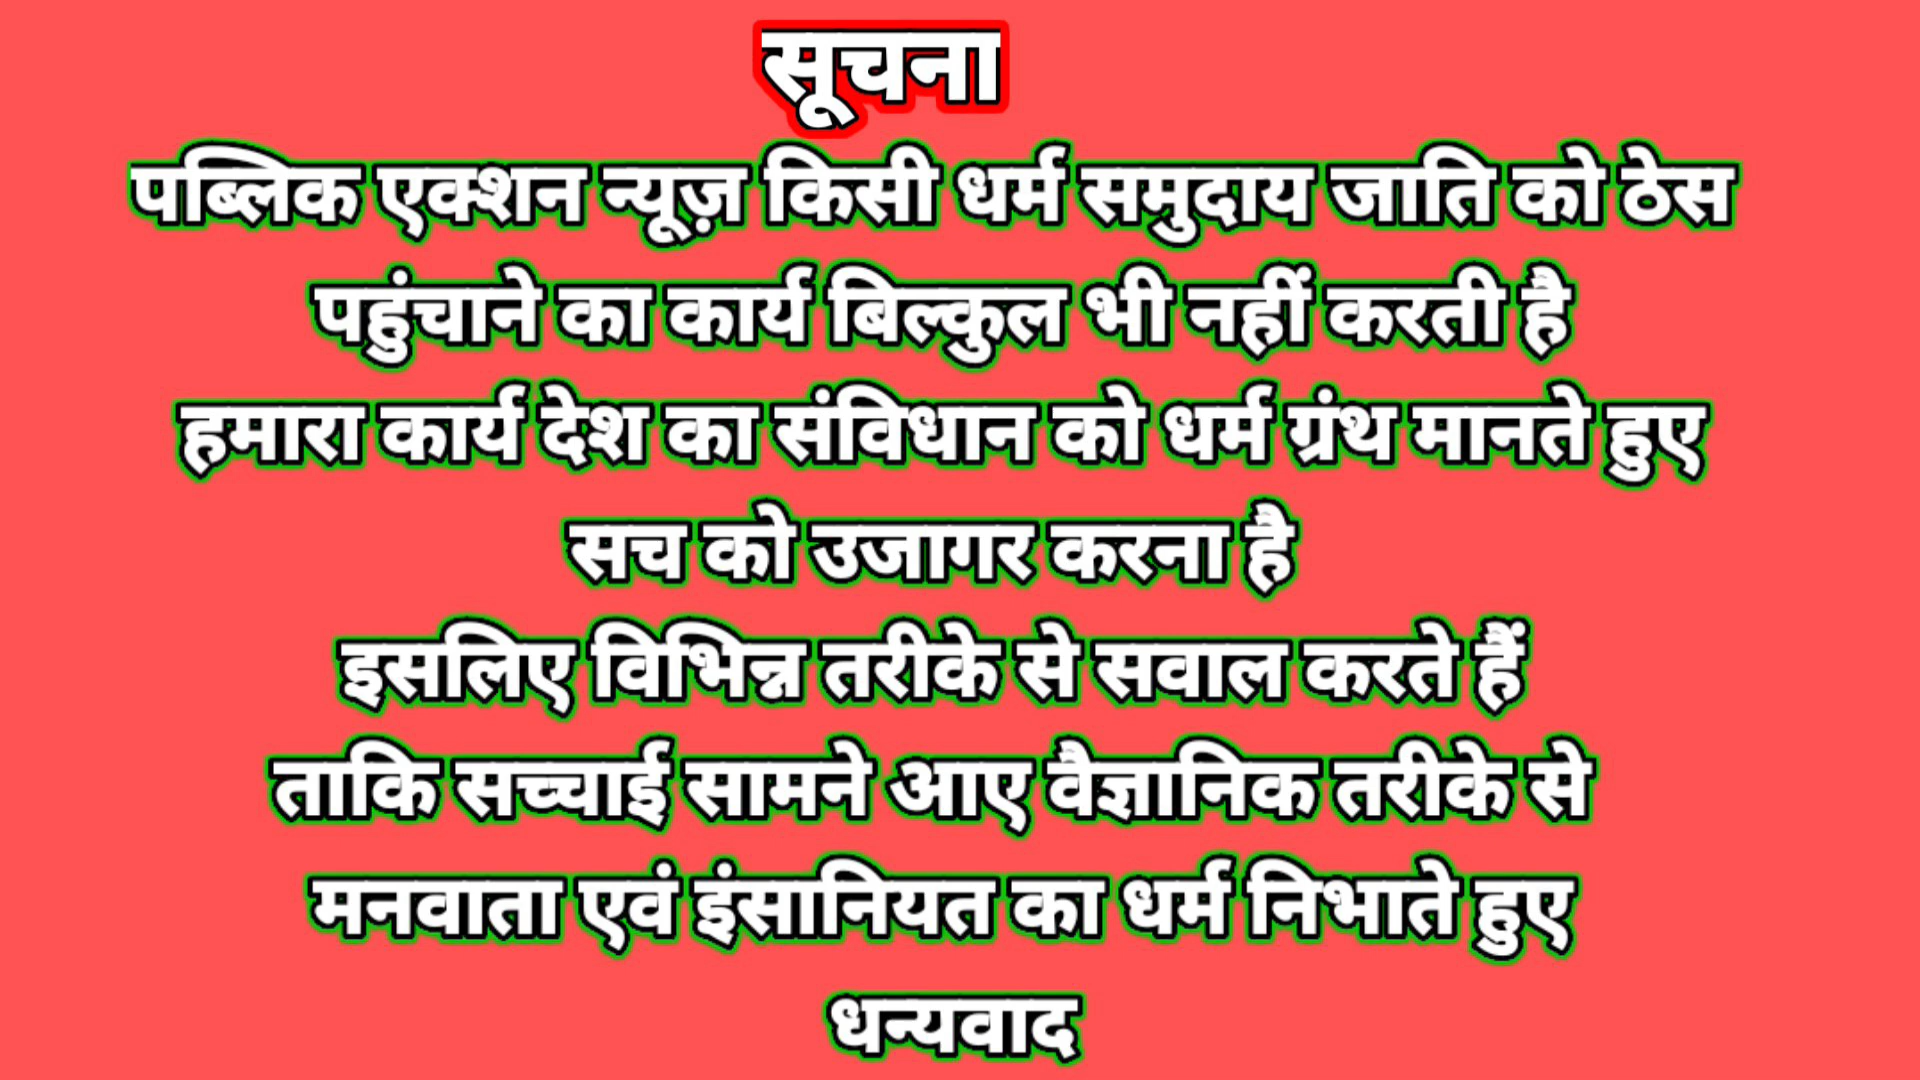 सूचना
पब्लिक एक्शन न्यूज़ किसी धर्म समुदाय जाति को ठेस
पहुंचाने का कार्य बिल्कुल भी नहीं करती है
हमारा कार्य देश का संविधान को धर्म ग्रंथ मानते हुए
सच को उजागर करना है
इसलिए विभिन्न तरीके से सवाल करते हैं
ताकि सच्चाई सामने आए वैज्ञानिक तरीके से
मनवाता एवं इंसानियत का धर्म निभाते हुए
धन्यवाद